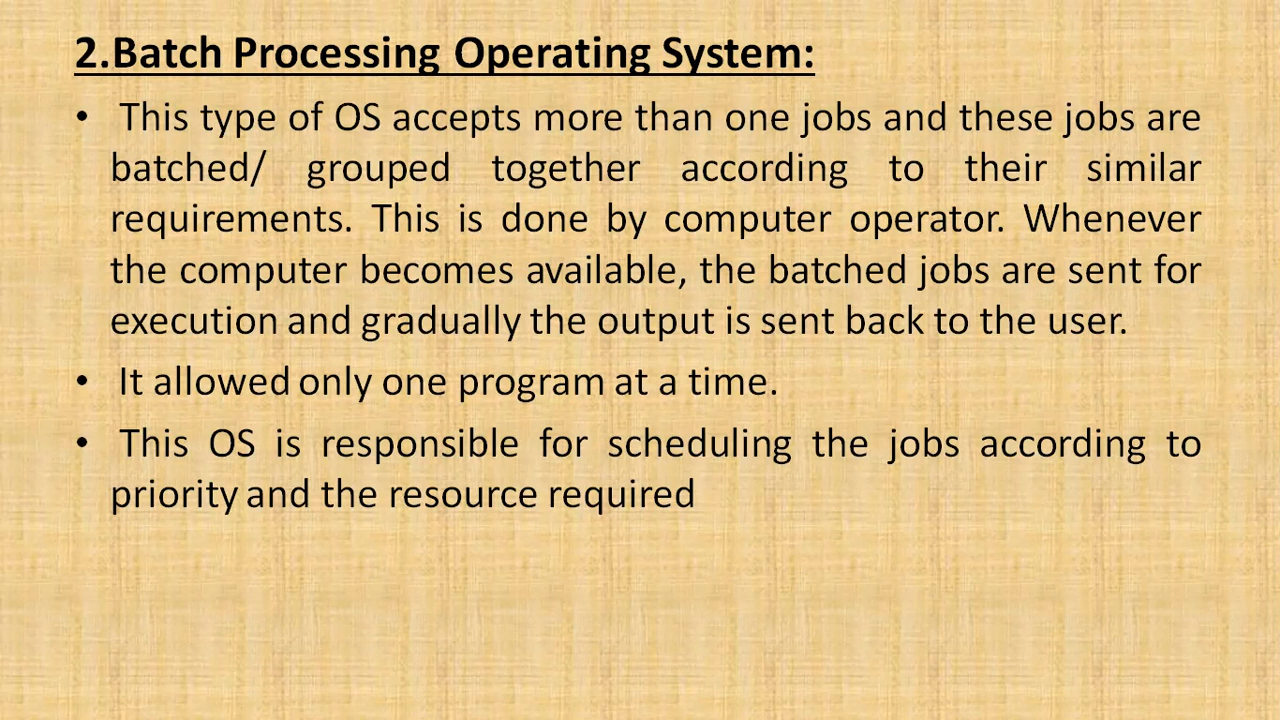 2.Batch Processing Operating System:
• This type of OS accepts more than one jobs and these jobs are
batched/ grouped together according to their similar
requirements. This is done by computer operator. Whenever
the computer becomes available, the batched jobs are sent for
execution and gradually the output is sent back to the user.
• It allowed only one program at a time.
• This OS is responsible for scheduling the jobs according to
priority and the resource required